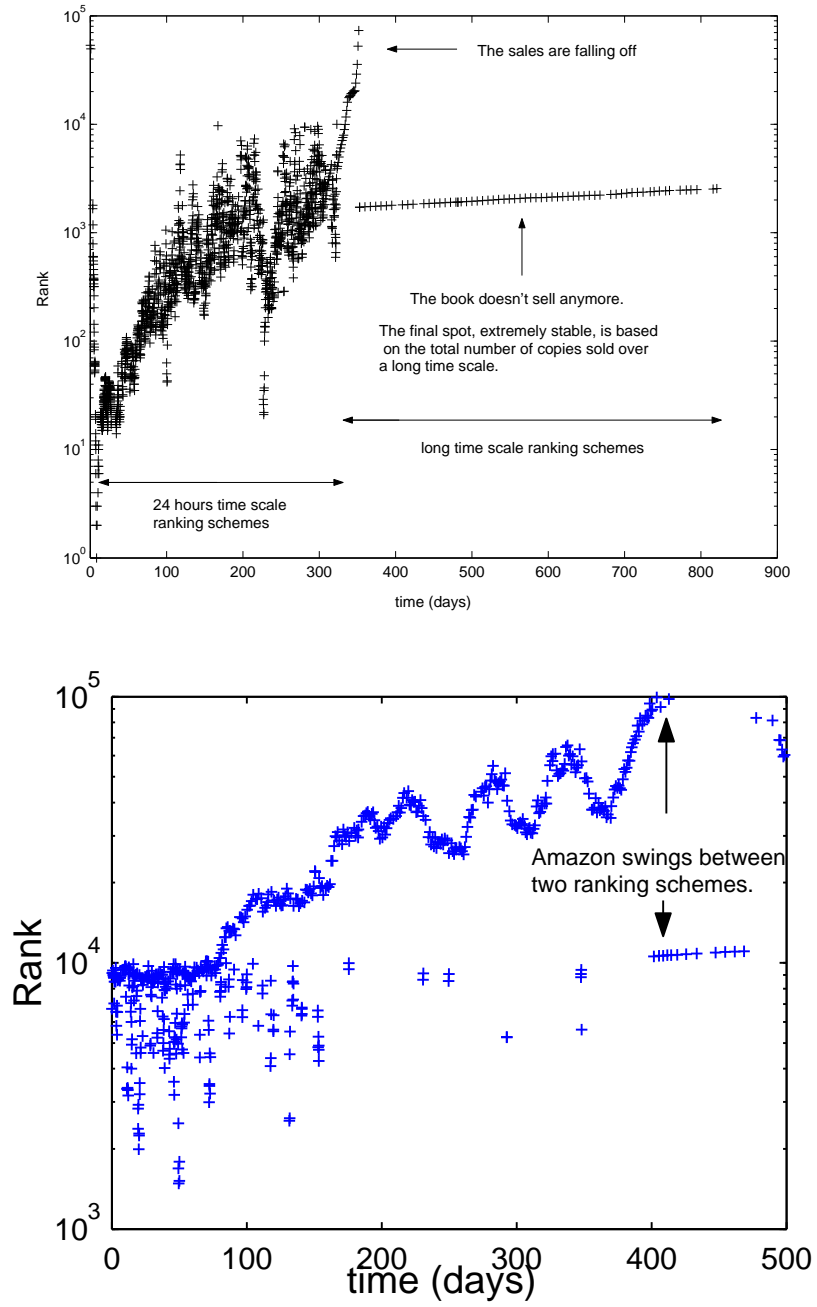 10^5
The sales are falling off
10^4
10^3
Rank
The book doesn't sell anymore.
The final spot, extremely stable, is based
on the total number of copies sold over
a long time scale.
10^2
10^1
long time scale ranking schemes
24 hours time scale
ranking schemes
10^0
0 100 200 300 400 500 600 700 800 900
time (days)
10^5
Amazon swings between
two ranking schemes.
10^4
Rank
10^3
0 100 200 300 400 500
time (days)